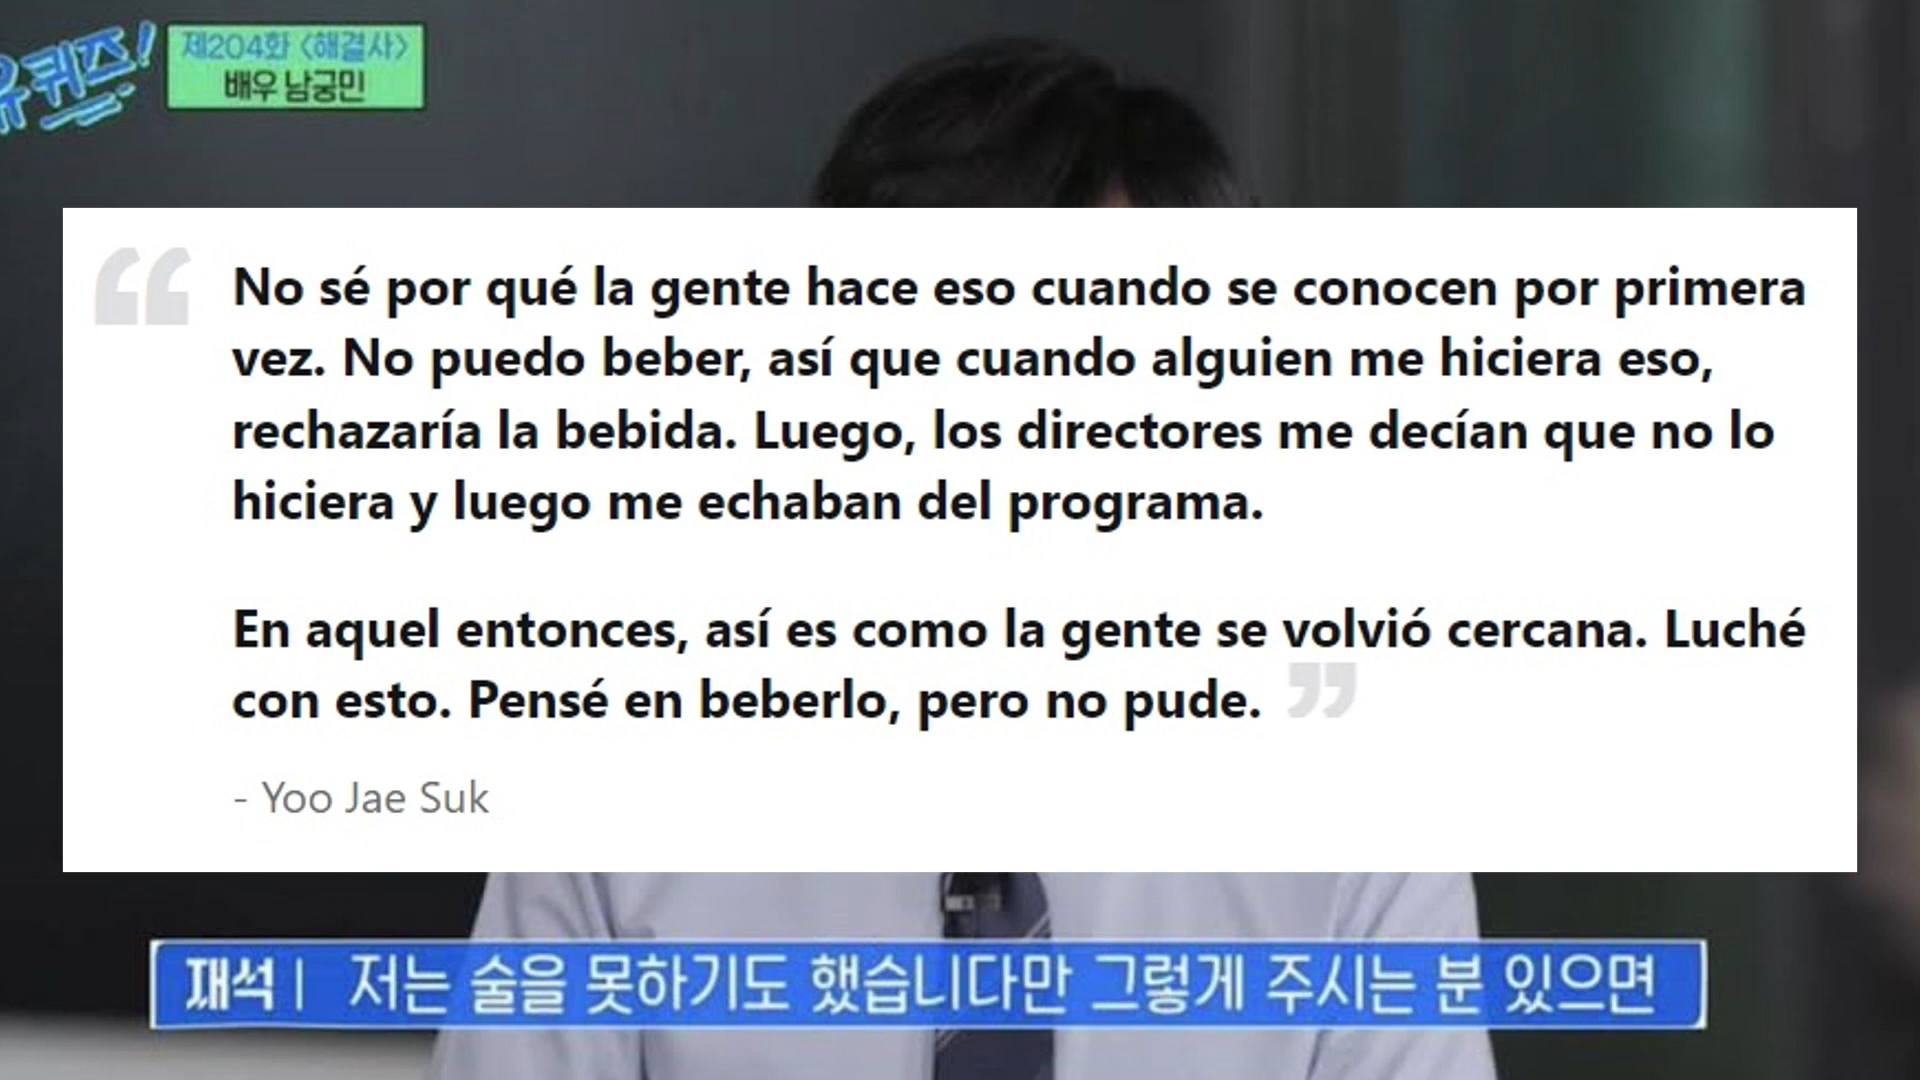 유퀴즈!
제204화 <해결사>
배우 남궁민
“ No sé por qué la gente hace eso cuando se conocen por primera
vez. No puedo beber, así que cuando alguien me hiciera eso,
rechazaría la bebida. Luego, los directores me decían que no lo
hiciera y luego me echaban del programa.
En aquel entonces, así es como la gente se volvió cercana. Luché
con esto. Pensé en beberlo, pero no pude. ”
- Yoo Jae Suk
재석 | 저는 술을 못하기도 했습니다만 그렇게 주시는 분 있으면